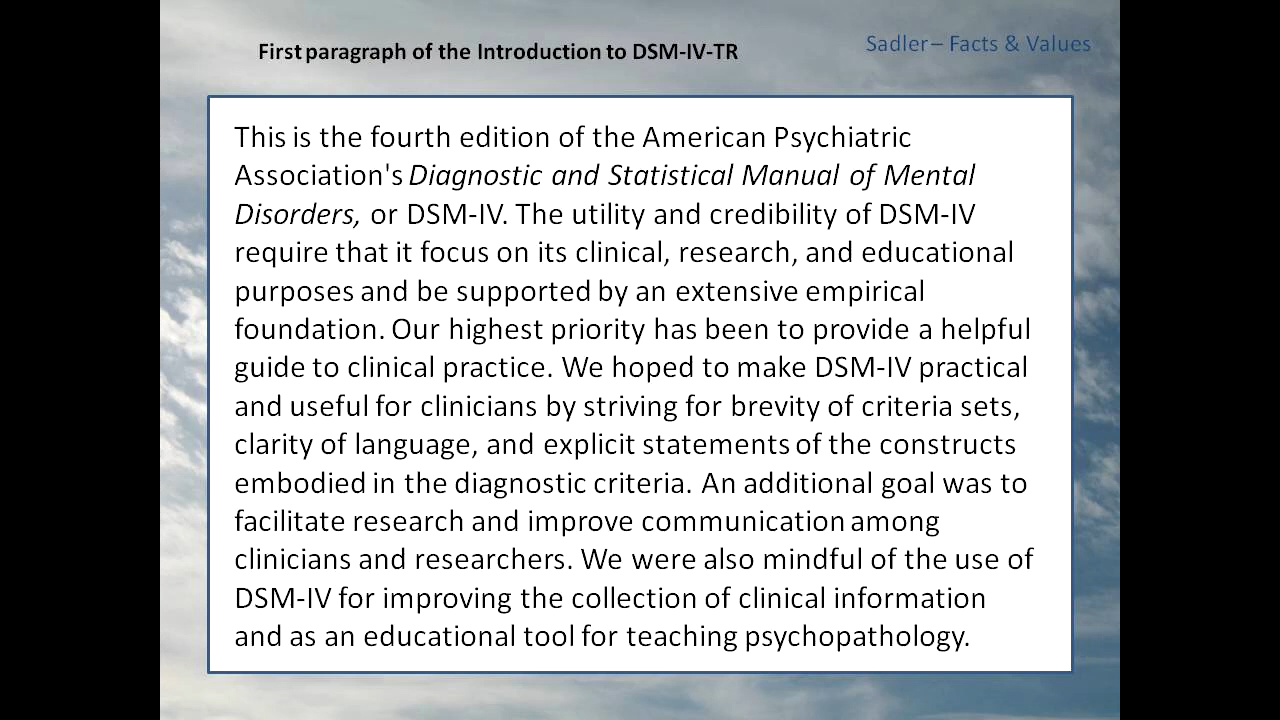 First paragraph of the Introduction to DSM-IV-TR
Sadler – Facts & Values
This is the fourth edition of the American Psychiatric
Association's Diagnostic and Statistical Manual of Mental
Disorders, or DSM-IV. The utility and credibility of DSM-IV
require that it focus on its clinical, research, and educational
purposes and be supported by an extensive empirical
foundation. Our highest priority has been to provide a helpful
guide to clinical practice. We hoped to make DSM-IV practical
and useful for clinicians by striving for brevity of criteria sets,
clarity of language, and explicit statements of the constructs
embodied in the diagnostic criteria. An additional goal was to
facilitate research and improve communication among
clinicians and researchers. We were also mindful of the use of
DSM-IV for improving the collection of clinical information
and as an educational tool for teaching psychopathology.